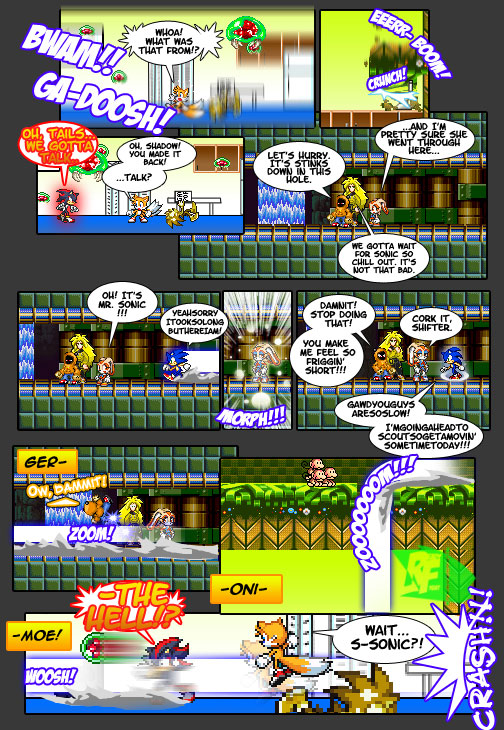 BWAM!!
GA-DOOSH!
WHOA!
WHAT WAS
THAT FROM!?
EEERR- BOOM!
CRUNCH!
OH, TAILS...
WE GOTTA
TALK...
OH, SHADOW!
YOU MADE IT
BACK!
...TALK?
...AND I'M
PRETTY SURE SHE
WENT THROUGH
HERE...
LET'S HURRY.
IT'S STINKS
DOWN IN THIS
HOLE.
WE GOTTA WAIT
FOR SONIC SO
CHILL OUT. IT'S
NOT THAT BAD.
OH! IT'S
MR. SONIC
!!!
YEAHSORRY
ITOOKSOLONG
BUTHEREIAM!
MORPH!!!
DAMNIT!
STOP DOING
THAT!
YOU MAKE
ME FEEL SO
FRIGGIN'
SHORT!!!
CORK IT,
SHIFTER.
GAWDYOUGUYS
ARESOSLOW!
I'MGOINGAHEADTO
SCOUTSOGETAMOVIN'
SOMETIMETODAY!!!
GER-
OW, DAMMIT!
ZOOM!
ZOOOOOOOM!!!
-ONI-
-MOE!
-THE
HELL!?
WAIT...
S-SONIC?!
WOOSH!
CRASH!X!